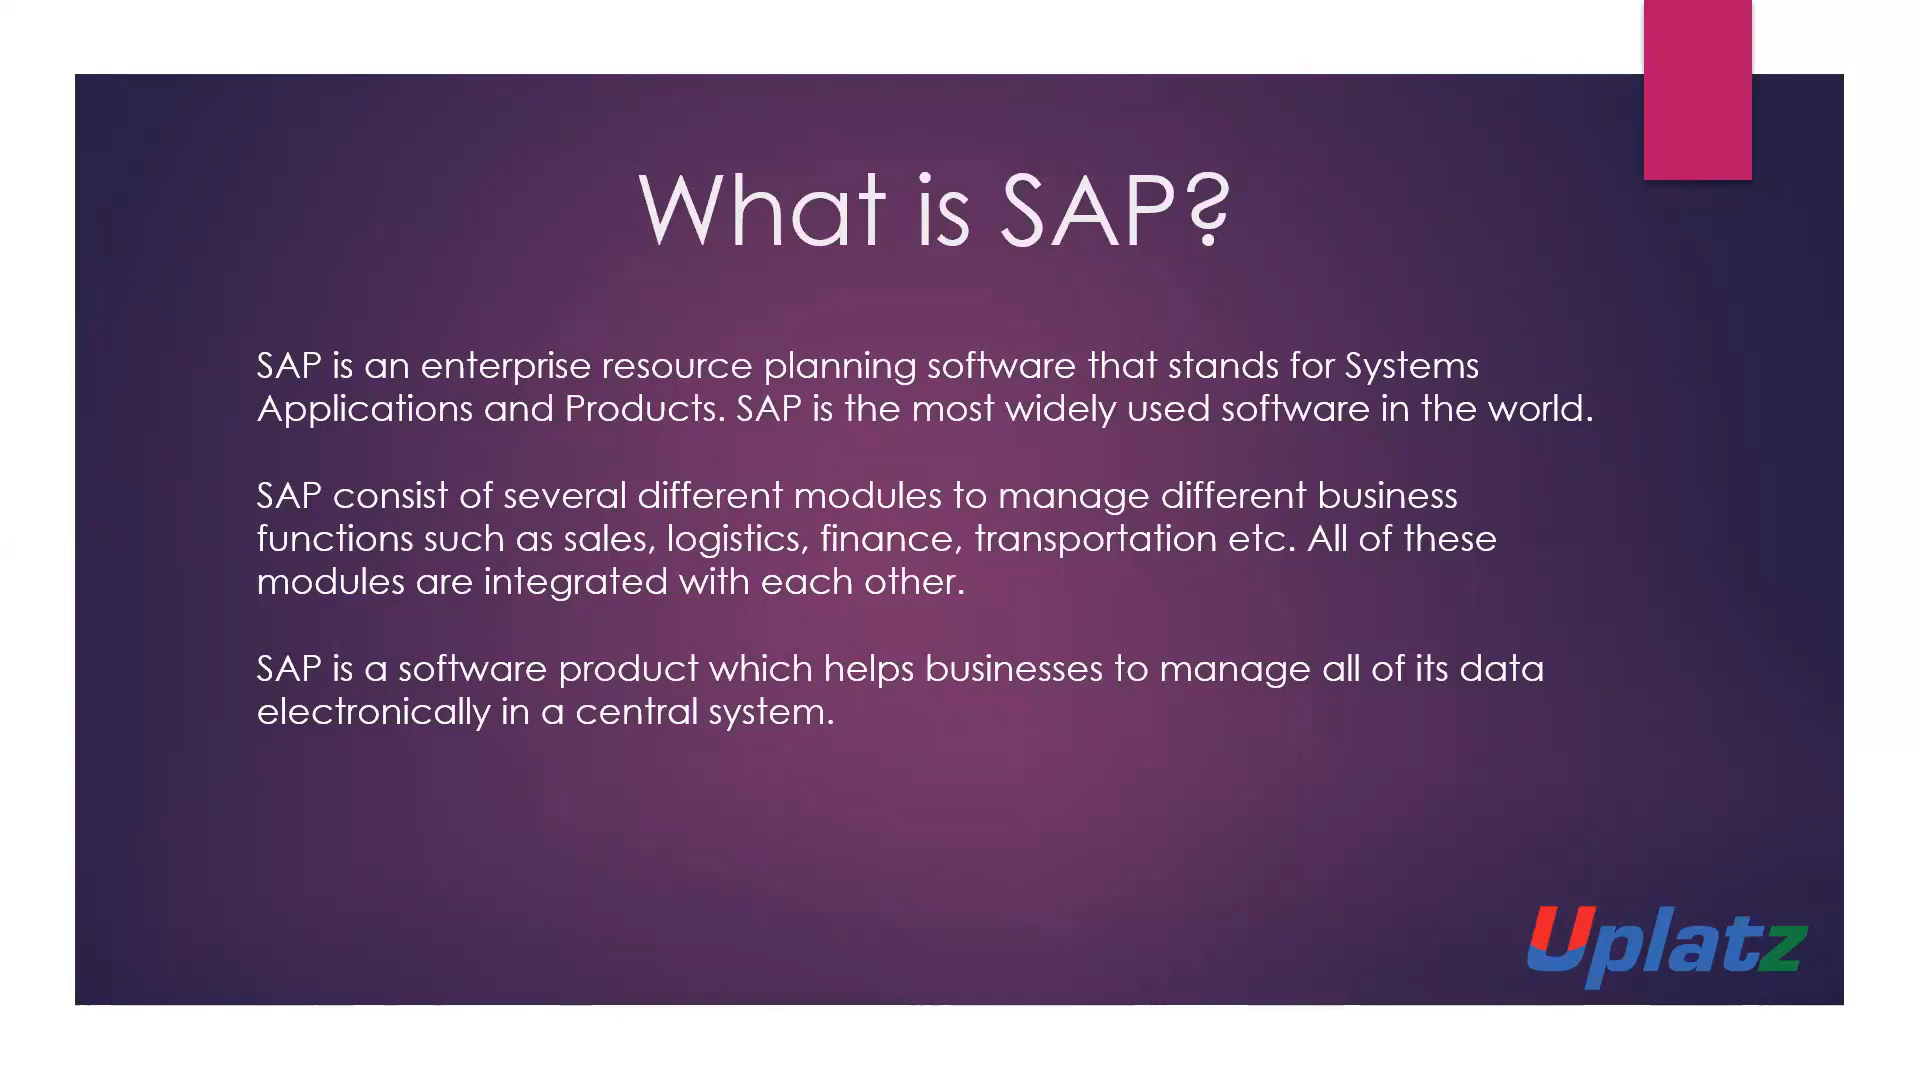 What is SAP?
SAP is an enterprise resource planning software that stands for Systems
Applications and Products. SAP is the most widely used software in the world.
SAP consist of several different modules to manage different business
functions such as sales, logistics, finance, transportation etc. All of these
modules are integrated with each other.
SAP is a software product which helps businesses to manage all of its data
electronically in a central system.
Uplatz